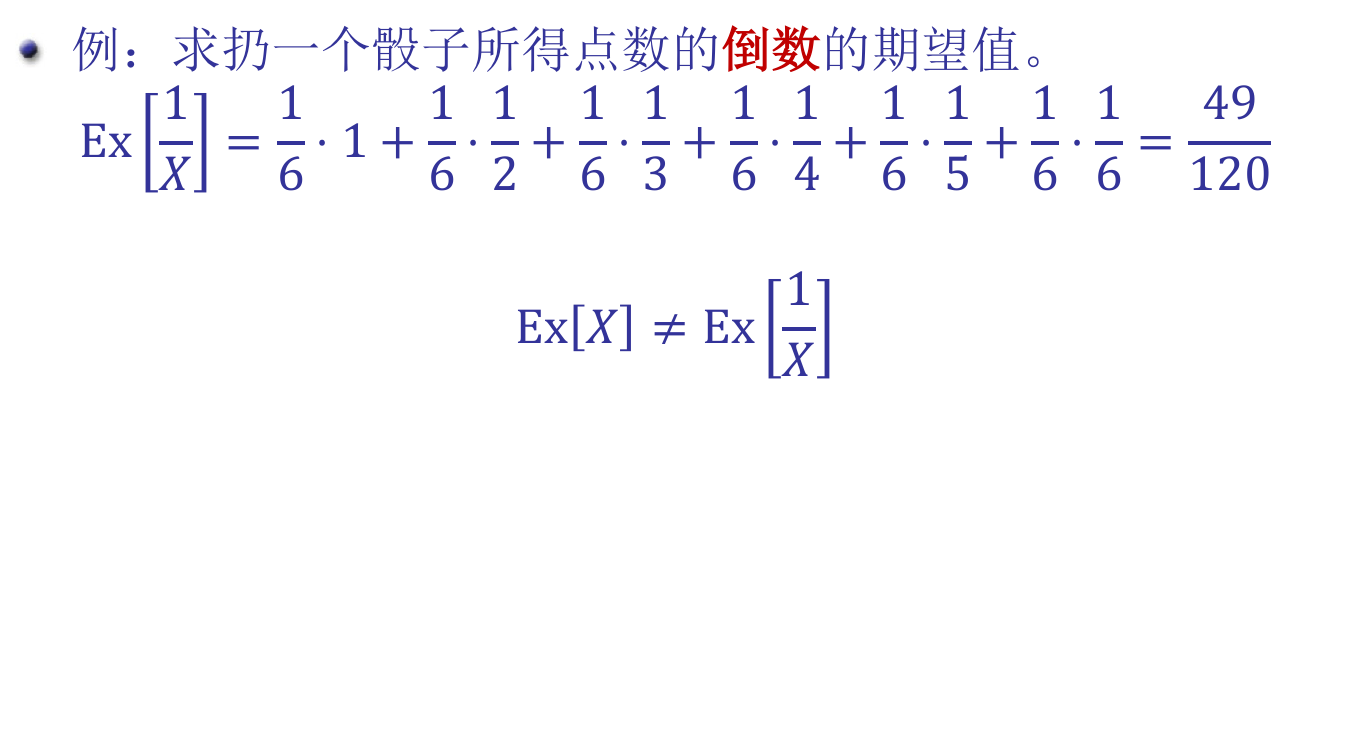 例：求扔一个骰子所得点数的倒数的期望值。
Ex[1/X] = 1/6 · 1 + 1/6 · 1/2 + 1/6 · 1/3 + 1/6 · 1/4 + 1/6 · 1/5 + 1/6 · 1/6 = 49/120
Ex[X] ≠ Ex[1/X]